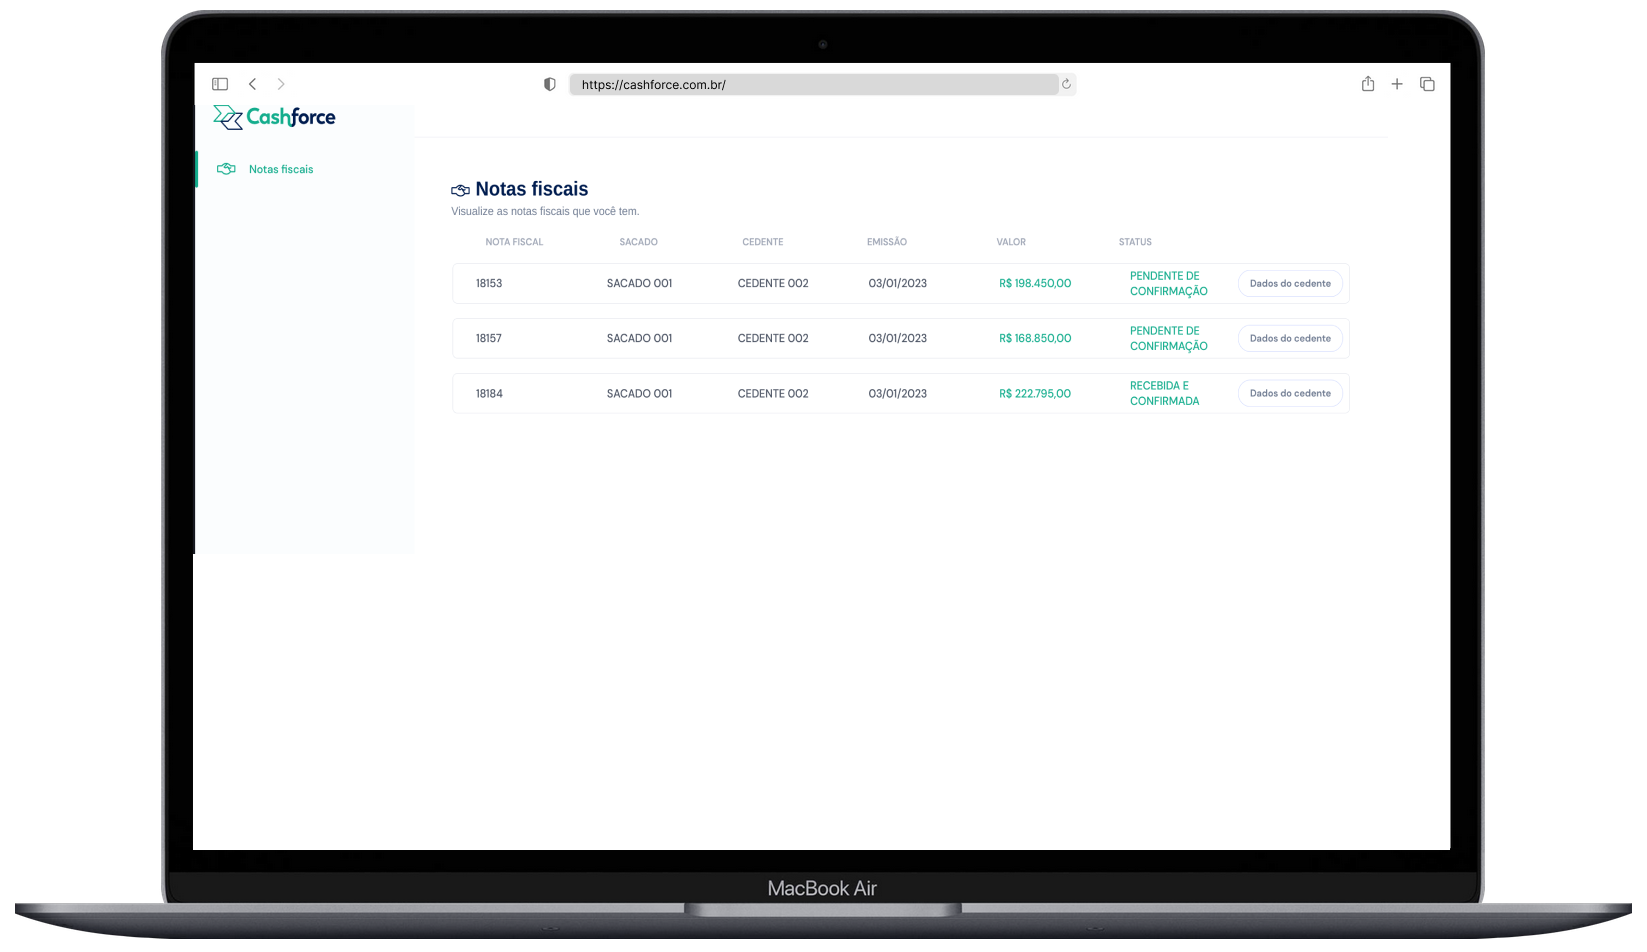 https://cashforce.com.br/
Cashforce
Notas fiscais
Notas fiscais
Visualize as notas fiscais que você tem.
NOTA FISCAL SACADO CEDENTE EMISSÃO VALOR STATUS
18153 SACADO 001 CEDENTE 002 03/01/2023 R$ 198.450,00 PENDENTE DE CONFIRMAÇÃO Dados do cedente
18157 SACADO 001 CEDENTE 002 03/01/2023 R$ 168.850,00 PENDENTE DE CONFIRMAÇÃO Dados do cedente
18184 SACADO 001 CEDENTE 002 03/01/2023 R$ 222.795,00 RECEBIDA E CONFIRMADA Dados do cedente
MacBook Air